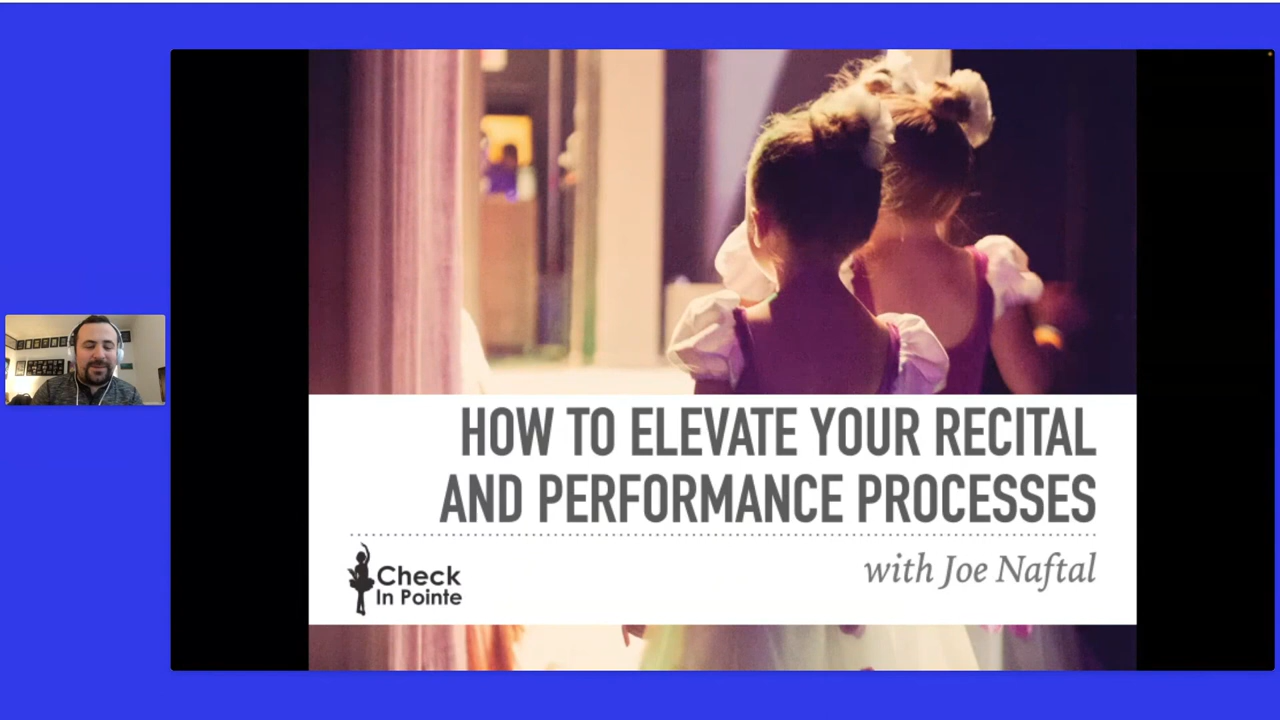 HOW TO ELEVATE YOUR RECITAL
AND PERFORMANCE PROCESSES
with Joe Naftal
Check
In Pointe